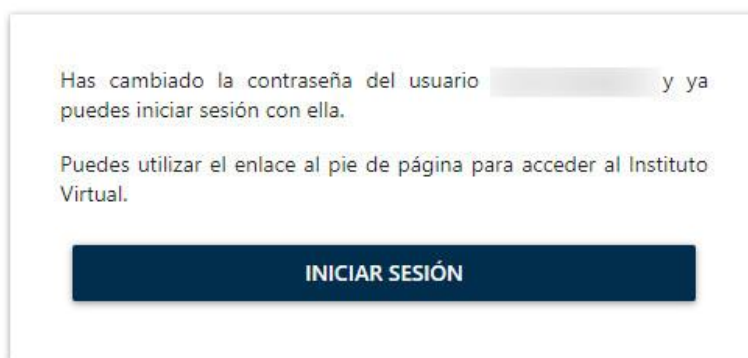 Has cambiado la contraseña del usuario y ya
puedes iniciar sesión con ella.
Puedes utilizar el enlace al pie de página para acceder al Instituto
Virtual.
INICIAR SESIÓN